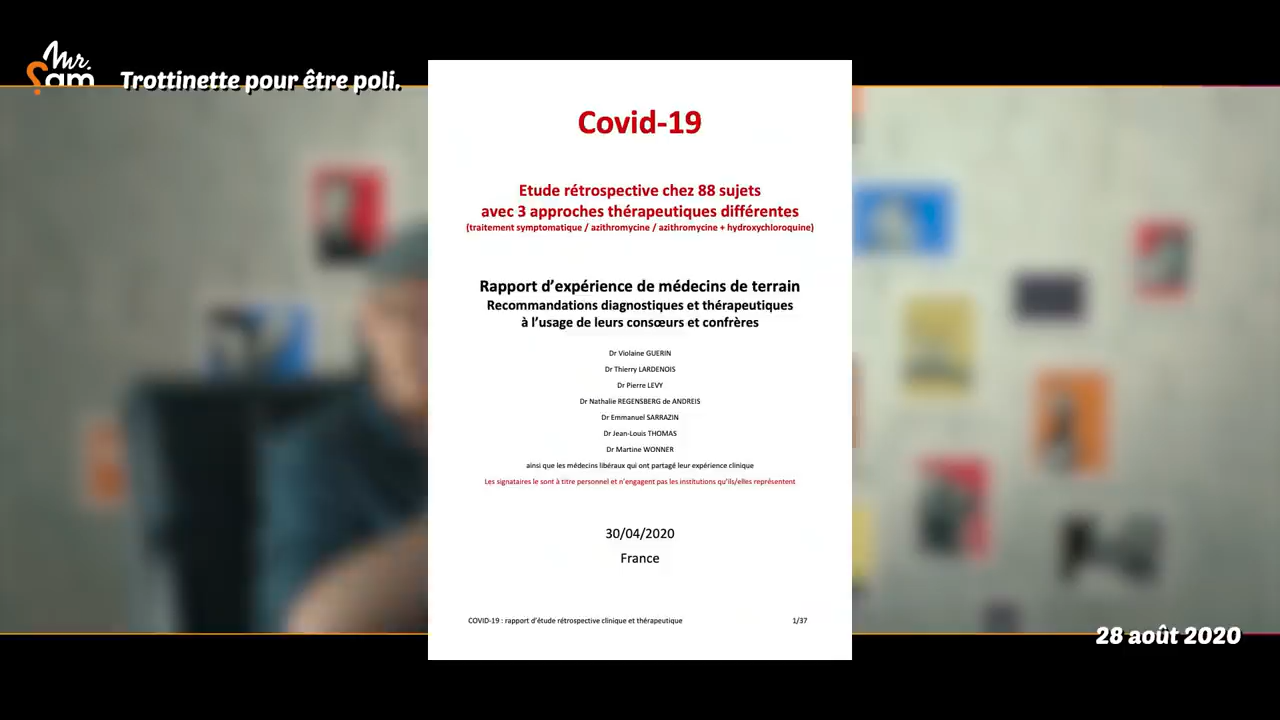 Mr.
Sam
Trottinette pour être poli.
Covid-19
Etude rétrospective chez 88 sujets
avec 3 approches thérapeutiques différentes
(traitement symptomatique / azithromycine / azithromycine + hydroxychloroquine)
Rapport d'expérience de médecins de terrain
Recommandations diagnostiques et thérapeutiques
à l'usage de leurs consœurs et confrères
Dr Violaine GUERIN
Dr Thierry LARDENOIS
Dr Pierre LEVY
Dr Nathalie REGENSBERG de ANDREIS
Dr Emmanuel SARRAZIN
Dr Jean-Louis THOMAS
Dr Martine WONNER
ainsi que les médecins libéraux qui ont partagé leur expérience clinique
Les signataires le sont à titre personnel et n'engagent pas les institutions qu'ils/elles représentent
30/04/2020
France
COVID-19 : rapport d'étude rétrospective clinique et thérapeutique 1/37
28 août 2020